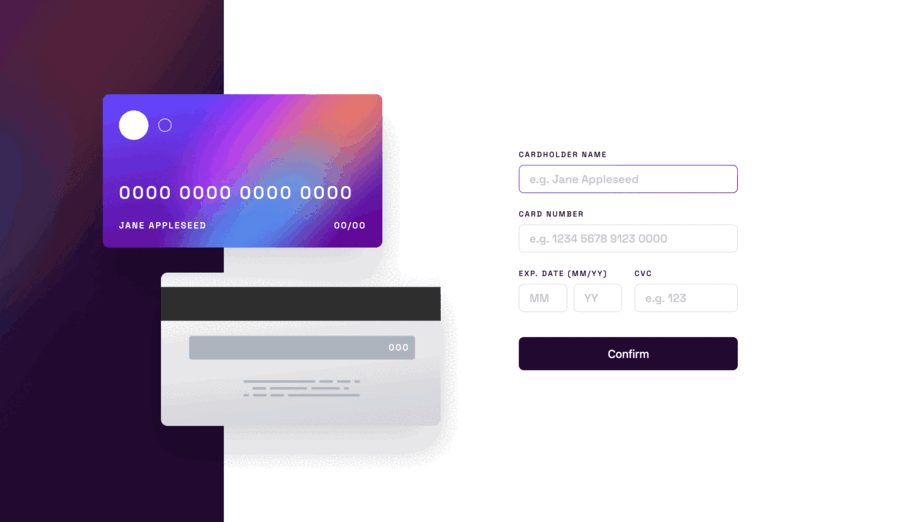 0000 0000 0000 0000
JANE APPLESEED 00/00
000
CARDHOLDER NAME
e.g. Jane Appleseed
CARD NUMBER
e.g. 1234 5678 9123 0000
EXP. DATE (MM/YY) CVC
MM YY e.g. 123
Confirm